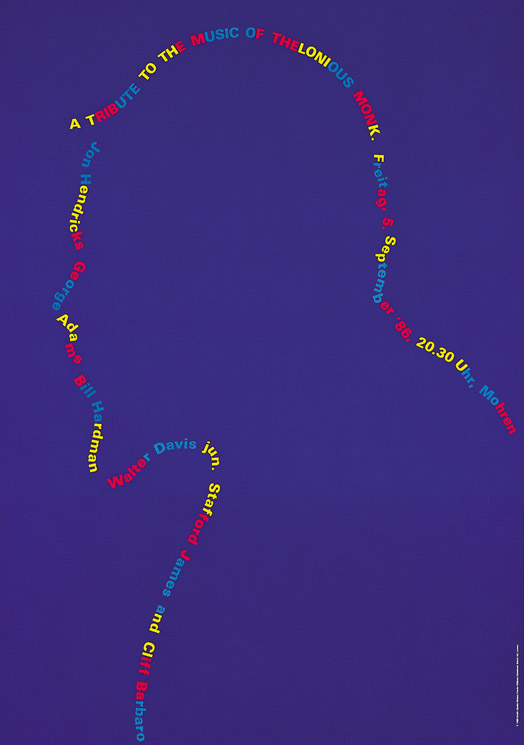 A TRIBUTE TO THE MUSIC OF THELONIOUS MONK. Freitag, 5. September '86, 20.30 Uhr, Mohren
Jon Hendricks George Adams Bill Hardman Walter Davis jun. Stafford James and Cliff Barbaro